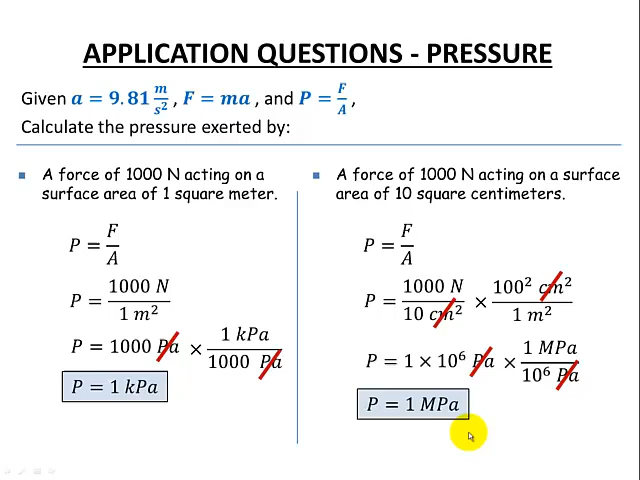 APPLICATION QUESTIONS - PRESSURE
Given a = 9.81 m/s², F = ma , and P = F/A ,
Calculate the pressure exerted by:
A force of 1000 N acting on a
surface area of 1 square meter.
P = F/A
P = 1000 N / 1 m²
P = 1000 Pa × 1 kPa / 1000 Pa
P = 1 kPa
A force of 1000 N acting on a surface
area of 10 square centimeters.
P = F/A
P = 1000 N / 10 cm² × 100² cm² / 1 m²
P = 1 × 10⁶ Pa × 1 MPa / 10⁶ Pa
P = 1 MPa